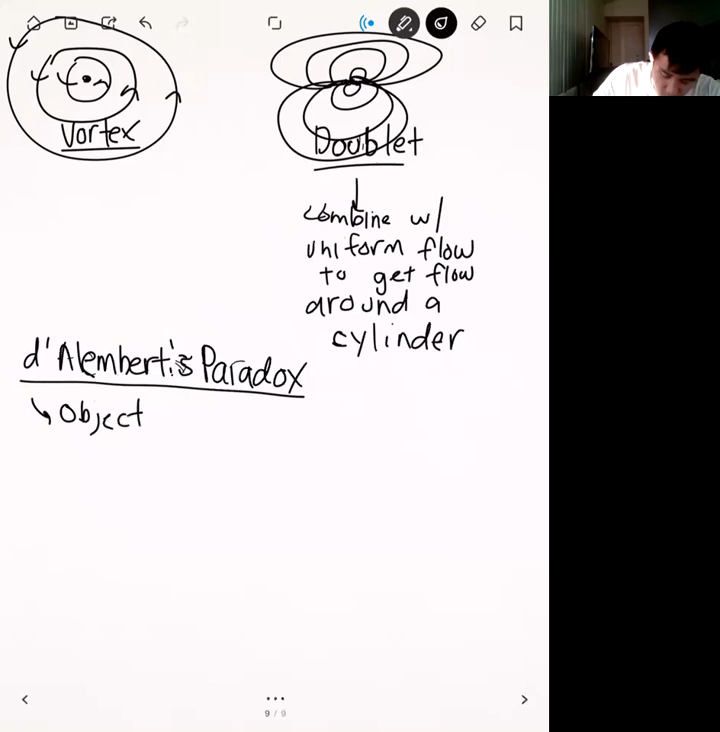 Vortex
Doublet
combine w/
uniform flow
to get flow
around a
cylinder
d'Alembert's Paradox
↳ Object
9 / 9